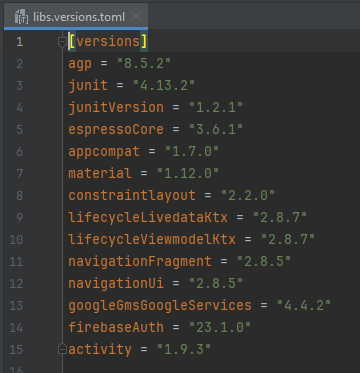 libs.versions.toml
1 [versions]
2 agp = "8.5.2"
3 junit = "4.13.2"
4 junitVersion = "1.2.1"
5 espressoCore = "3.6.1"
6 appcompat = "1.7.0"
7 material = "1.12.0"
8 constraintlayout = "2.2.0"
9 lifecycleLivedataKtx = "2.8.7"
10 lifecycleViewmodelKtx = "2.8.7"
11 navigationFragment = "2.8.5"
12 navigationUi = "2.8.5"
13 googleGmsGoogleServices = "4.4.2"
14 firebaseAuth = "23.1.0"
15 activity = "1.9.3"